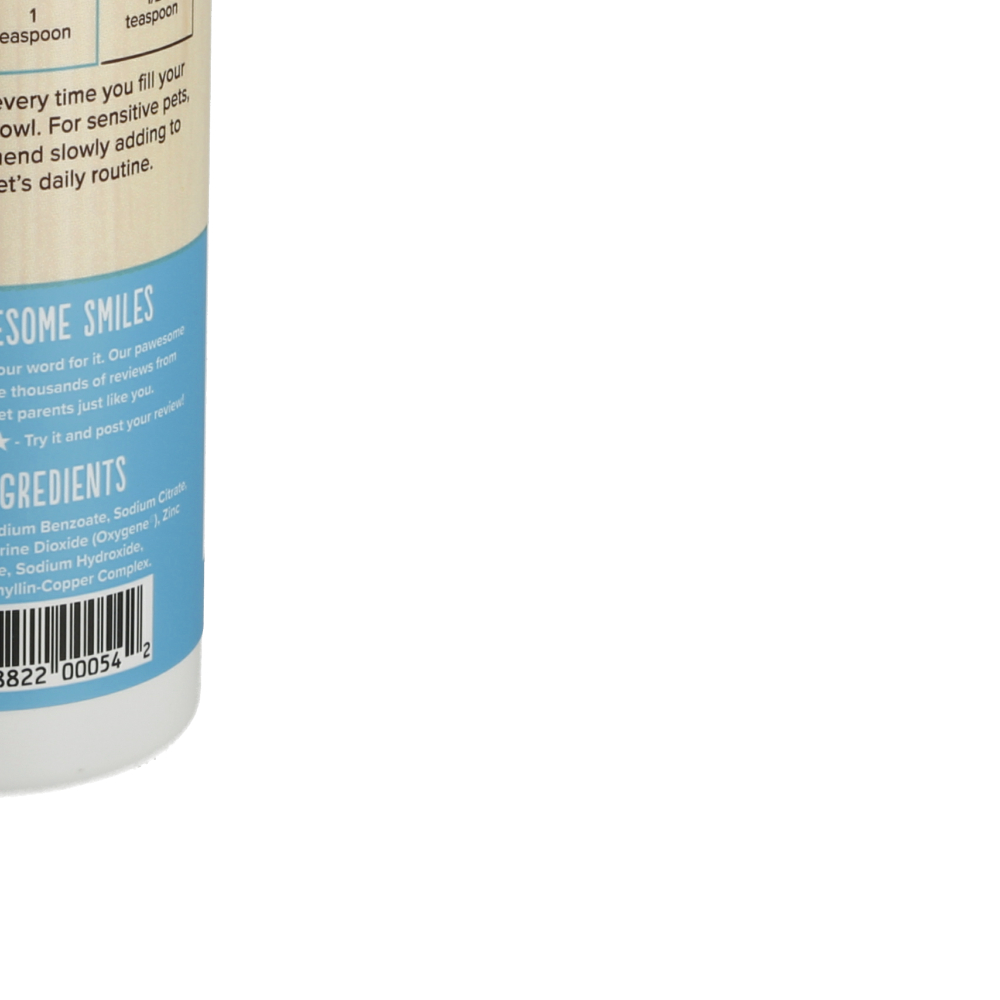 1
teaspoon
teaspoon
every time you fill your
owl. For sensitive pets,
end slowly adding to
et's daily routine.
ESOME SMILES
our word for it. Our pawesome
e thousands of reviews from
et parents just like you.
★ - Try it and post your review!
GREDIENTS
dium Benzoate, Sodium Citrate,
rine Dioxide (Oxygene), Zinc
e, Sodium Hydroxide,
hyllin-Copper Complex.
8822 00054 2